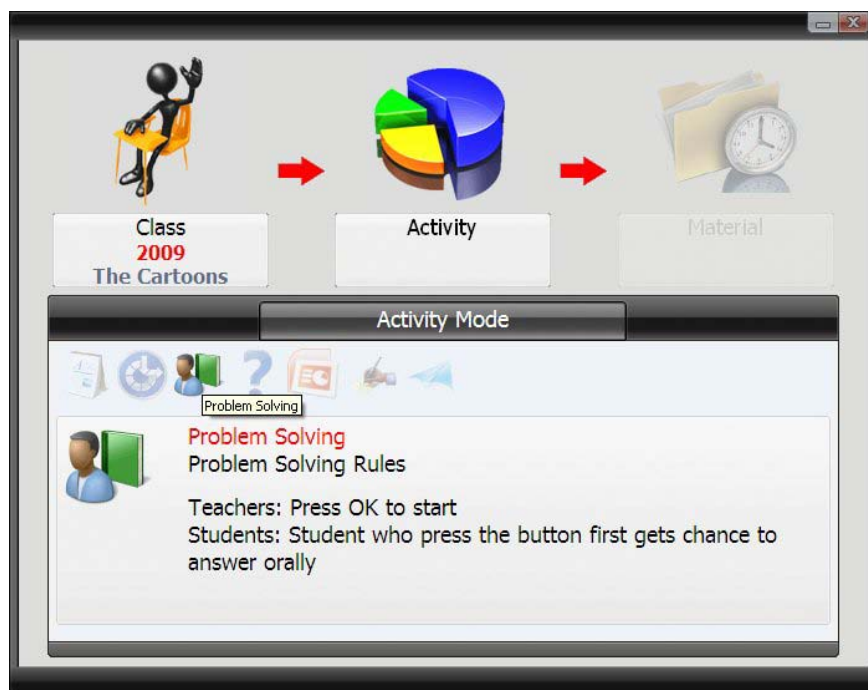 Class
2009
The Cartoons
Activity
Material
Activity Mode
Problem Solving
Problem Solving
Problem Solving Rules
Teachers: Press OK to start
Students: Student who press the button first gets chance to
answer orally